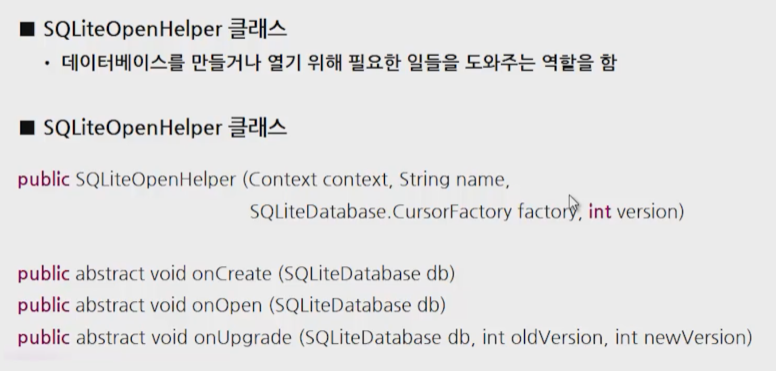 ■ SQLiteOpenHelper 클래스
• 데이터베이스를 만들거나 열기 위해 필요한 일들을 도와주는 역할을 함
■ SQLiteOpenHelper 클래스
public SQLiteOpenHelper (Context context, String name,
SQLiteDatabase.CursorFactory factory, int version)
public abstract void onCreate (SQLiteDatabase db)
public abstract void onOpen (SQLiteDatabase db)
public abstract void onUpgrade (SQLiteDatabase db, int oldVersion, int newVersion)